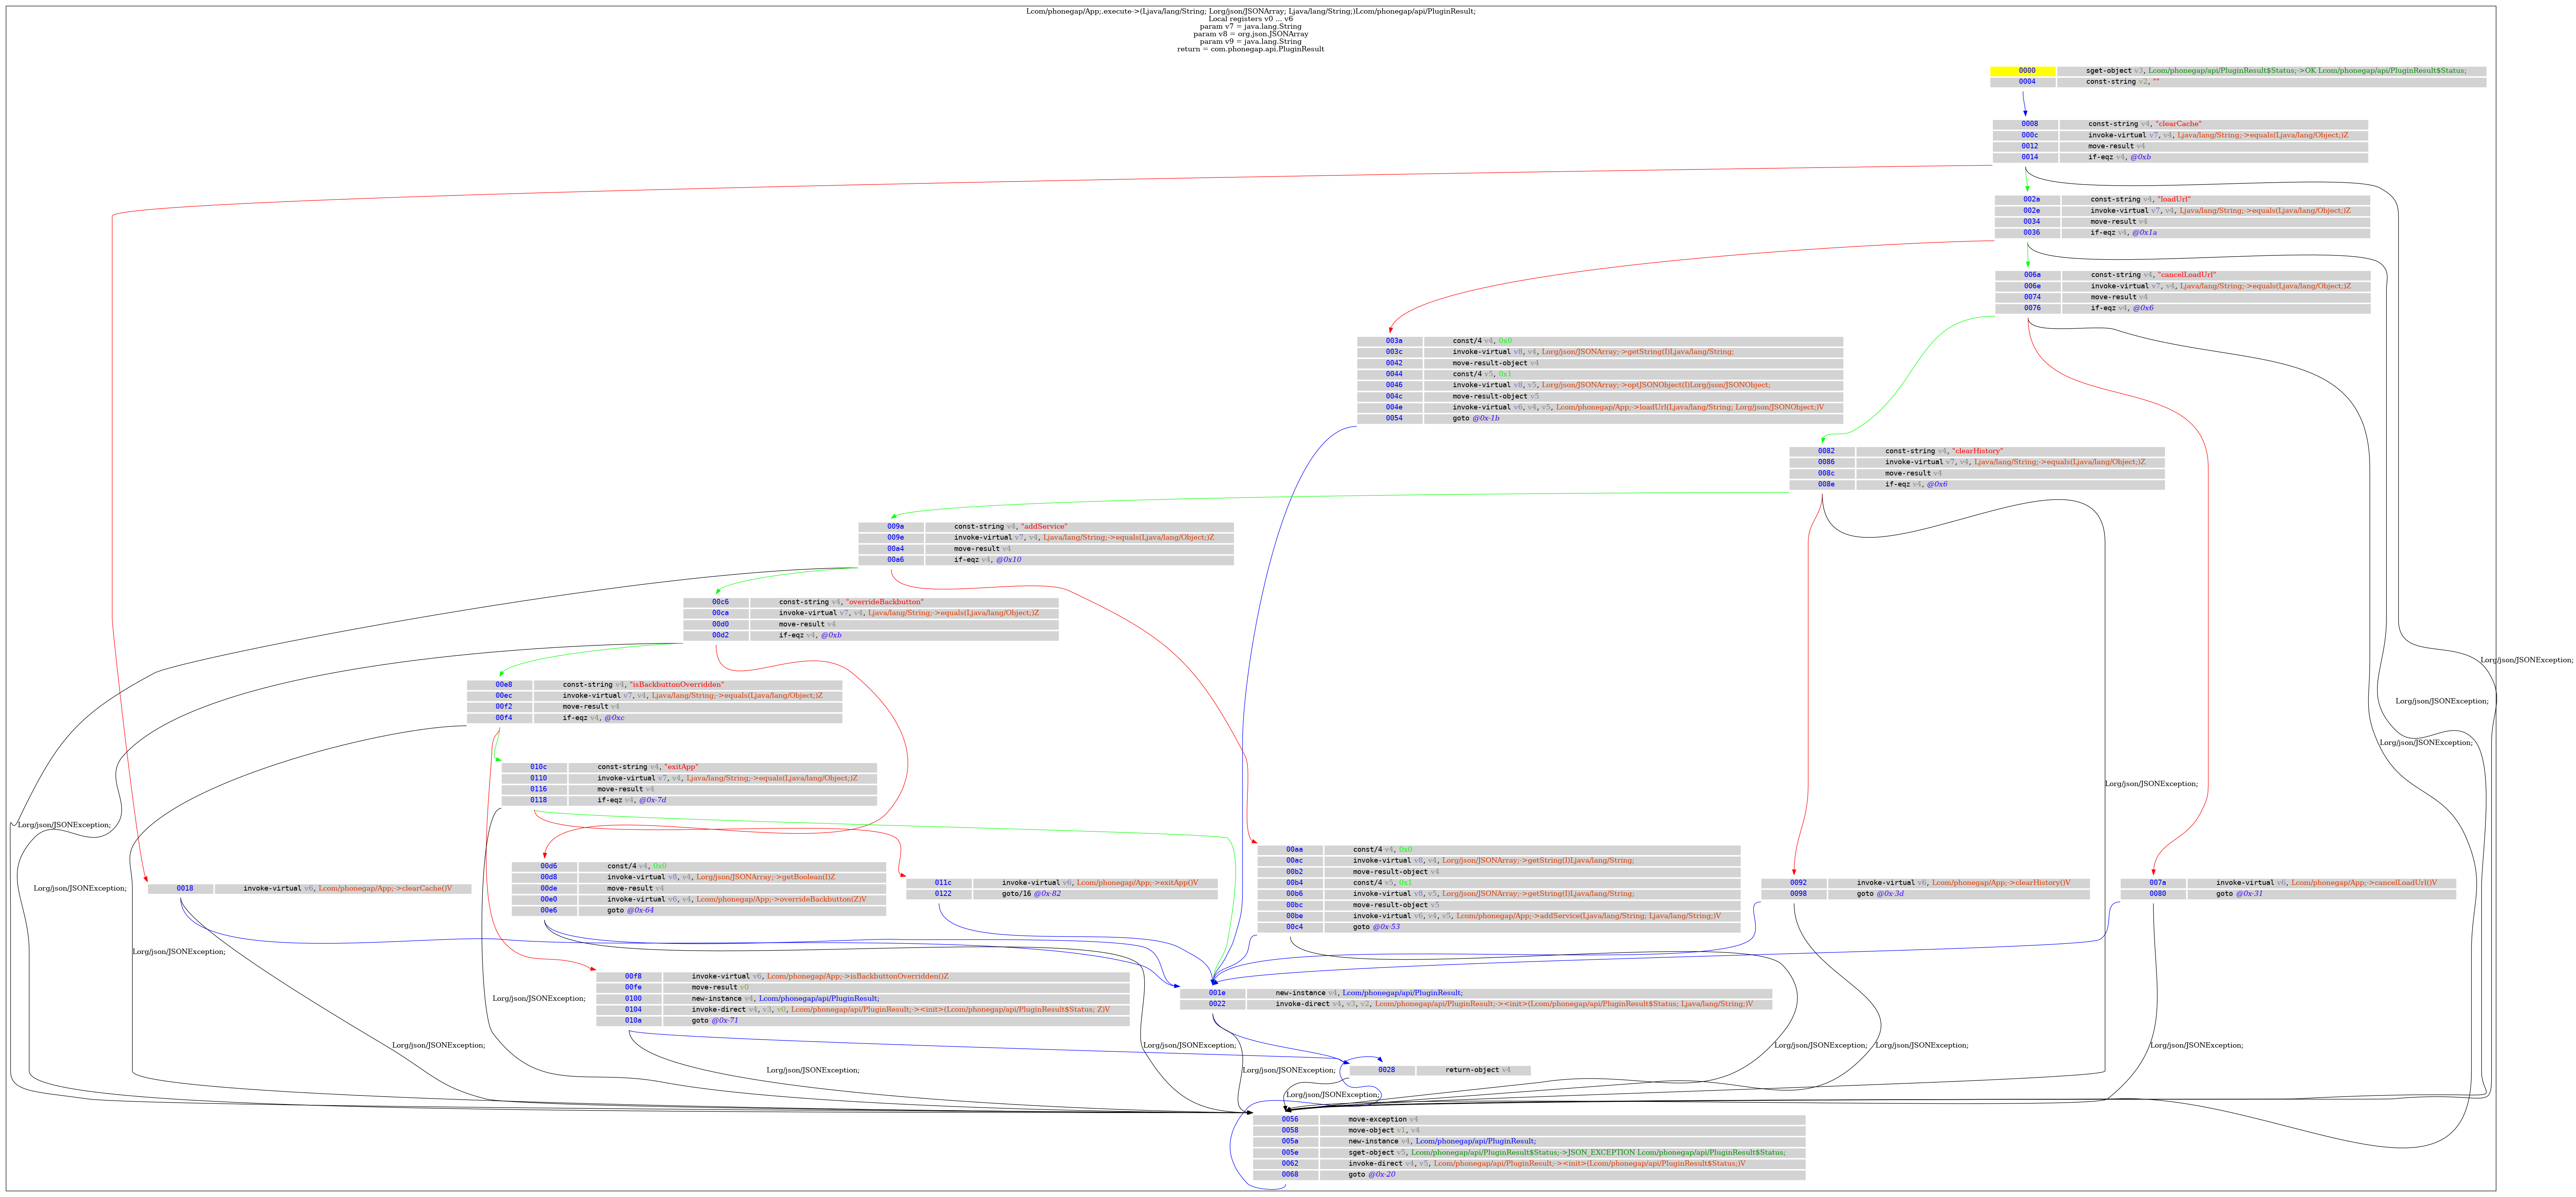 Lcom/phonegap/App;.execute->(Ljava/lang/String; Lorg/json/JSONArray; Ljava/lang/String;)Lcom/phonegap/api/PluginResult;
Local registers v0 ... v6
param v7 = java.lang.String
param v8 = org.json.JSONArray
param v9 = java.lang.String
return = com.phonegap.api.PluginResult
0000 sget-object v3, Lcom/phonegap/api/PluginResult$Status;->OK Lcom/phonegap/api/PluginResult$Status;
0004 const-string v2, ""
0008 const-string v4, "clearCache"
000c invoke-virtual v7, v4, Ljava/lang/String;->equals(Ljava/lang/Object;)Z
0012 move-result v4
0014 if-eqz v4, @0xb
002a const-string v4, "loadUrl"
002e invoke-virtual v7, v4, Ljava/lang/String;->equals(Ljava/lang/Object;)Z
0034 move-result v4
0036 if-eqz v4, @0x1a
006a const-string v4, "cancelLoadUrl"
006e invoke-virtual v7, v4, Ljava/lang/String;->equals(Ljava/lang/Object;)Z
0074 move-result v4
0076 if-eqz v4, @0x6
003a const/4 v4, 0x0
003c invoke-virtual v8, v4, Lorg/json/JSONArray;->getString(I)Ljava/lang/String;
0042 move-result-object v4
0044 const/4 v5, 0x1
0046 invoke-virtual v8, v5, Lorg/json/JSONArray;->optJSONObject(I)Lorg/json/JSONObject;
004c move-result-object v5
004e invoke-virtual v6, v4, v5, Lcom/phonegap/App;->loadUrl(Ljava/lang/String; Lorg/json/JSONObject;)V
0054 goto @0x-1b
0082 const-string v4, "clearHistory"
0086 invoke-virtual v7, v4, Ljava/lang/String;->equals(Ljava/lang/Object;)Z
008c move-result v4
008e if-eqz v4, @0x6
009a const-string v4, "addService"
009e invoke-virtual v7, v4, Ljava/lang/String;->equals(Ljava/lang/Object;)Z
00a4 move-result v4
00a6 if-eqz v4, @0x10
00c6 const-string v4, "overrideBackbutton"
00ca invoke-virtual v7, v4, Ljava/lang/String;->equals(Ljava/lang/Object;)Z
00d0 move-result v4
00d2 if-eqz v4, @0xb
Lorg/json/JSONException;
00e8 const-string v4, "isBackbuttonOverridden"
00ec invoke-virtual v7, v4, Ljava/lang/String;->equals(Ljava/lang/Object;)Z
00f2 move-result v4
00f4 if-eqz v4, @0xc
Lorg/json/JSONException;
Lorg/json/JSONException;
010c const-string v4, "exitApp"
0110 invoke-virtual v7, v4, Ljava/lang/String;->equals(Ljava/lang/Object;)Z
0116 move-result v4
0118 if-eqz v4, @0x-7d
Lorg/json/JSONException;
Lorg/json/JSONException;
00aa const/4 v4, 0x0
00ac invoke-virtual v8, v4, Lorg/json/JSONArray;->getString(I)Ljava/lang/String;
00b2 move-result-object v4
00b4 const/4 v5, 0x1
00b6 invoke-virtual v8, v5, Lorg/json/JSONArray;->getString(I)Ljava/lang/String;
00bc move-result-object v5
00be invoke-virtual v6, v4, v5, Lcom/phonegap/App;->addService(Ljava/lang/String; Ljava/lang/String;)V
00c4 goto @0x-53
00d6 const/4 v4, 0x0
00d8 invoke-virtual v8, v4, Lorg/json/JSONArray;->getBoolean(I)Z
00de move-result v4
00e0 invoke-virtual v6, v4, Lcom/phonegap/App;->overrideBackbutton(Z)V
00e6 goto @0x-64
Lorg/json/JSONException;
0018 invoke-virtual v6, Lcom/phonegap/App;->clearCache()V
011c invoke-virtual v6, Lcom/phonegap/App;->exitApp()V
0122 goto/16 @0x-82
0092 invoke-virtual v6, Lcom/phonegap/App;->clearHistory()V
0098 goto @0x-3d
007a invoke-virtual v6, Lcom/phonegap/App;->cancelLoadUrl()V
0080 goto @0x-31
Lorg/json/JSONException;
00f8 invoke-virtual v6, Lcom/phonegap/App;->isBackbuttonOverridden()Z
00fe move-result v0
0100 new-instance v4, Lcom/phonegap/api/PluginResult;
0104 invoke-direct v4, v3, v0, Lcom/phonegap/api/PluginResult;-><init>(Lcom/phonegap/api/PluginResult$Status; Z)V
010a goto @0x-71
Lorg/json/JSONException;
001e new-instance v4, Lcom/phonegap/api/PluginResult;
0022 invoke-direct v4, v3, v2, Lcom/phonegap/api/PluginResult;-><init>(Lcom/phonegap/api/PluginResult$Status; Ljava/lang/String;)V
Lorg/json/JSONException;
Lorg/json/JSONException;
Lorg/json/JSONException;
Lorg/json/JSONException;
Lorg/json/JSONException;
Lorg/json/JSONException;
Lorg/json/JSONException;
0028 return-object v4
Lorg/json/JSONException;
0056 move-exception v4
0058 move-object v1, v4
005a new-instance v4, Lcom/phonegap/api/PluginResult;
005e sget-object v5, Lcom/phonegap/api/PluginResult$Status;->JSON_EXCEPTION Lcom/phonegap/api/PluginResult$Status;
0062 invoke-direct v4, v5, Lcom/phonegap/api/PluginResult;-><init>(Lcom/phonegap/api/PluginResult$Status;)V
0068 goto @0x-20